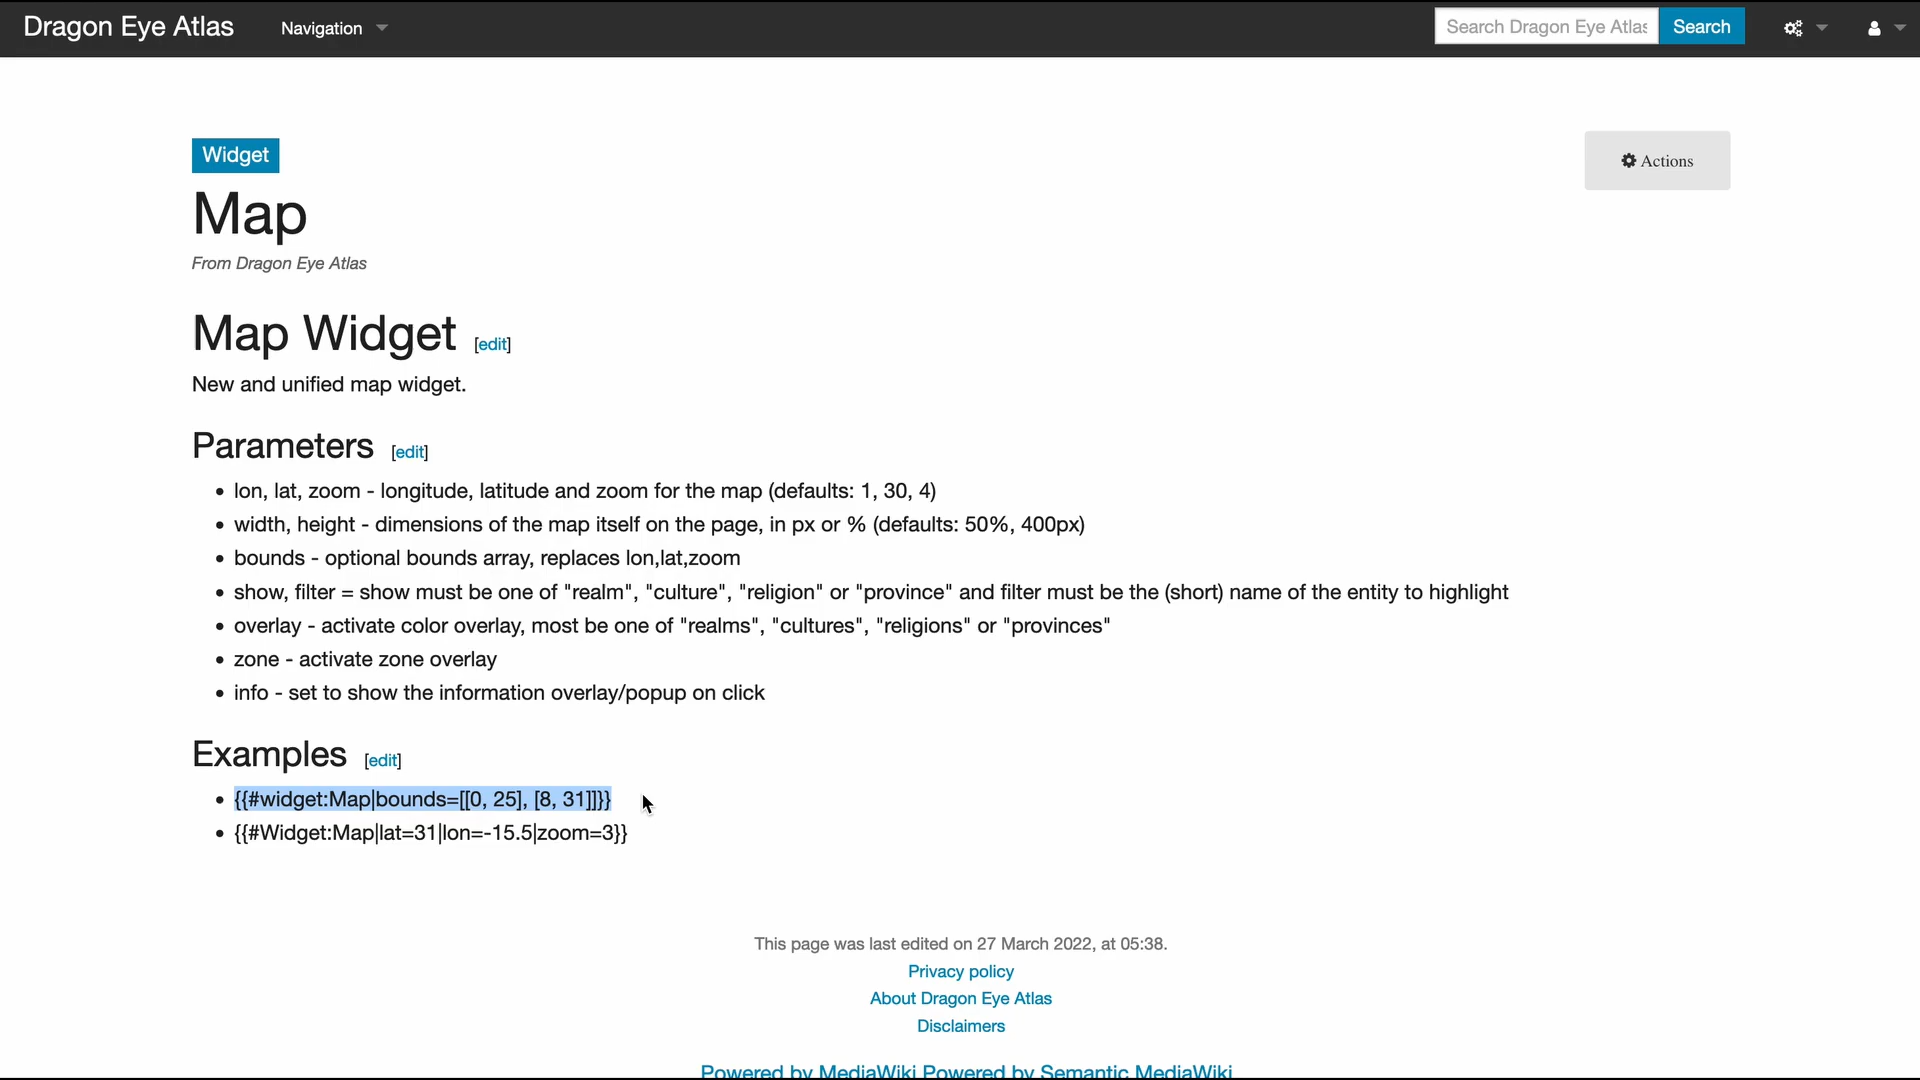 Dragon Eye Atlas
Navigation
Search Dragon Eye Atlas
Search
Widget
Actions
Map
From Dragon Eye Atlas
Map Widget [edit]
New and unified map widget.
Parameters [edit]
• lon, lat, zoom - longitude, latitude and zoom for the map (defaults: 1, 30, 4)
• width, height - dimensions of the map itself on the page, in px or % (defaults: 50%, 400px)
• bounds - optional bounds array, replaces lon,lat,zoom
• show, filter = show must be one of "realm", "culture", "religion" or "province" and filter must be the (short) name of the entity to highlight
• overlay - activate color overlay, most be one of "realms", "cultures", "religions" or "provinces"
• zone - activate zone overlay
• info - set to show the information overlay/popup on click
Examples [edit]
• {{#widget:Map|bounds=[[0, 25], [8, 31]]}}
• {{#Widget:Map|lat=31|lon=-15.5|zoom=3}}
This page was last edited on 27 March 2022, at 05:38.
Privacy policy
About Dragon Eye Atlas
Disclaimers
Powered by MediaWiki Powered by Semantic MediaWiki